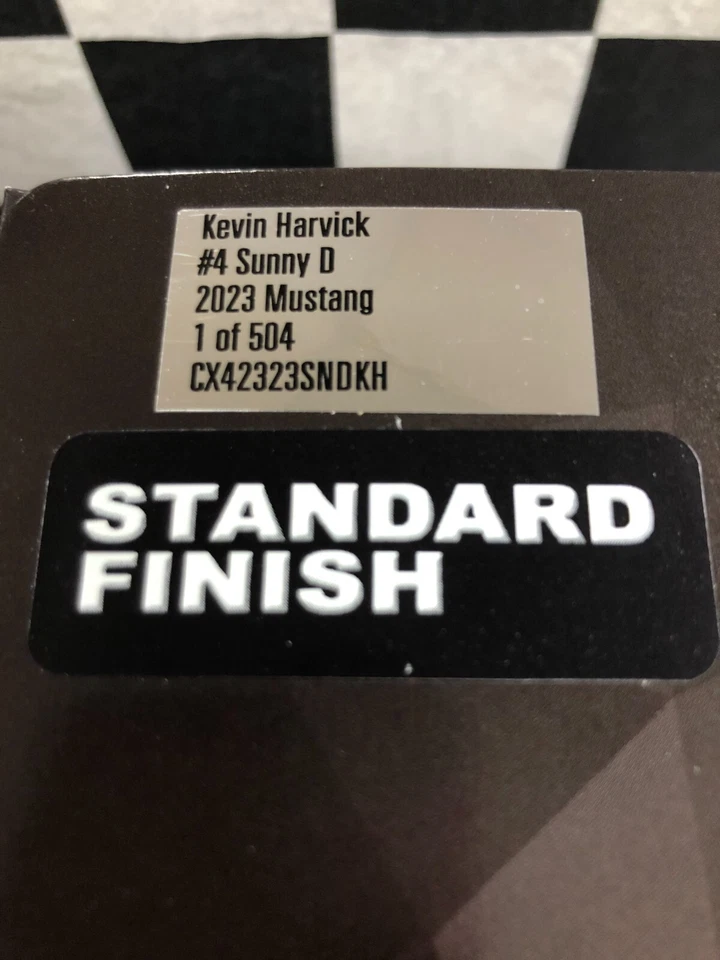 Kevin Harvick
#4 Sunny D
2023 Mustang
1 of 504
CX42323SNDKH
STANDARD
FINISH